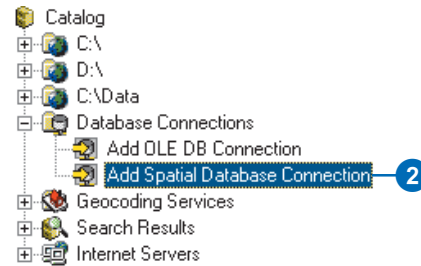 Catalog
C:\
D:\
C:\Data
Database Connections
Add OLE DB Connection
Add Spatial Database Connection 2
Geocoding Services
Search Results
Internet Servers